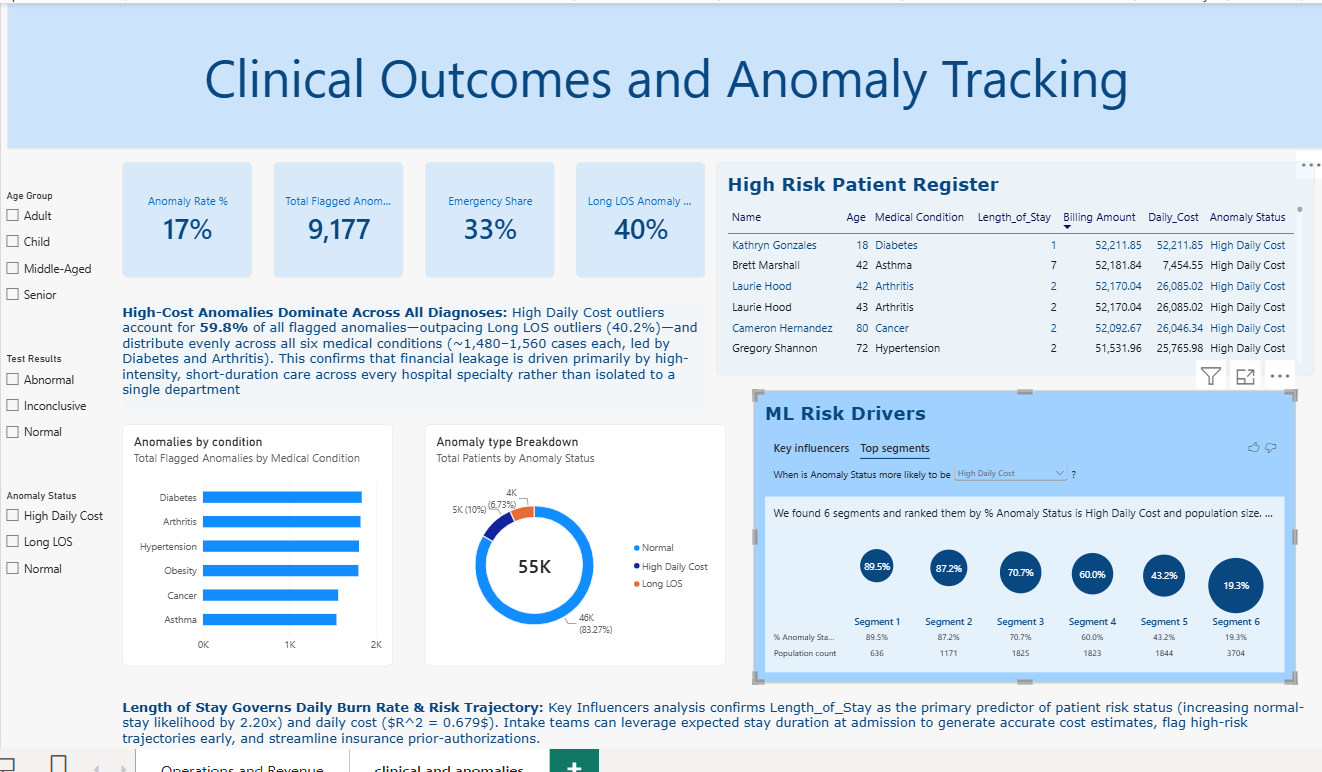 Clinical Outcomes and Anomaly Tracking
Age Group
Adult
Child
Middle-Aged
Senior
Test Results
Abnormal
Inconclusive
Normal
Anomaly Status
High Daily Cost
Long LOS
Normal
Anomaly Rate %
17%
Total Flagged Anom...
9,177
Emergency Share
33%
Long LOS Anomaly ...
40%
High-Cost Anomalies Dominate Across All Diagnoses: High Daily Cost outliers
account for 59.8% of all flagged anomalies—outpacing Long LOS outliers (40.2%)—and
distribute evenly across all six medical conditions (~1,480–1,560 cases each, led by
Diabetes and Arthritis). This confirms that financial leakage is driven primarily by high-
intensity, short-duration care across every hospital specialty rather than isolated to a
single department
High Risk Patient Register
Name Age Medical Condition Length_of_Stay Billing Amount Daily_Cost Anomaly Status
Kathryn Gonzales 18 Diabetes 1 52,211.85 52,211.85 High Daily Cost
Brett Marshall 42 Asthma 7 52,181.84 7,454.55 High Daily Cost
Laurie Hood 42 Arthritis 2 52,170.04 26,085.02 High Daily Cost
Laurie Hood 43 Arthritis 2 52,170.04 26,085.02 High Daily Cost
Cameron Hernandez 80 Cancer 2 52,092.67 26,046.34 High Daily Cost
Gregory Shannon 72 Hypertension 2 51,531.96 25,765.98 High Daily Cost
Anomalies by condition
Total Flagged Anomalies by Medical Condition
Diabetes
Arthritis
Hypertension
Obesity
Cancer
Asthma
0K 1K 2K
Anomaly type Breakdown
Total Patients by Anomaly Status
4K
(6.73%)
5K (10%)
55K
46K
(83.27%)
Normal
High Daily Cost
Long LOS
ML Risk Drivers
Key influencers Top segments
When is Anomaly Status more likely to be High Daily Cost ?
We found 6 segments and ranked them by % Anomaly Status is High Daily Cost and population size. ...
89.5% 87.2% 70.7% 60.0% 43.2% 19.3%
Segment 1 Segment 2 Segment 3 Segment 4 Segment 5 Segment 6
% Anomaly Sta... 89.5% 87.2% 70.7% 60.0% 43.2% 19.3%
Population count 636 1171 1825 1823 1844 3704
Length of Stay Governs Daily Burn Rate & Risk Trajectory: Key Influencers analysis confirms Length_of_Stay as the primary predictor of patient risk status (increasing normal-
stay likelihood by 2.20x) and daily cost ($R^2 = 0.679$). Intake teams can leverage expected stay duration at admission to generate accurate cost estimates, flag high-risk
trajectories early, and streamline insurance prior-authorizations.
Operations and Revenue clinical and anomalies +